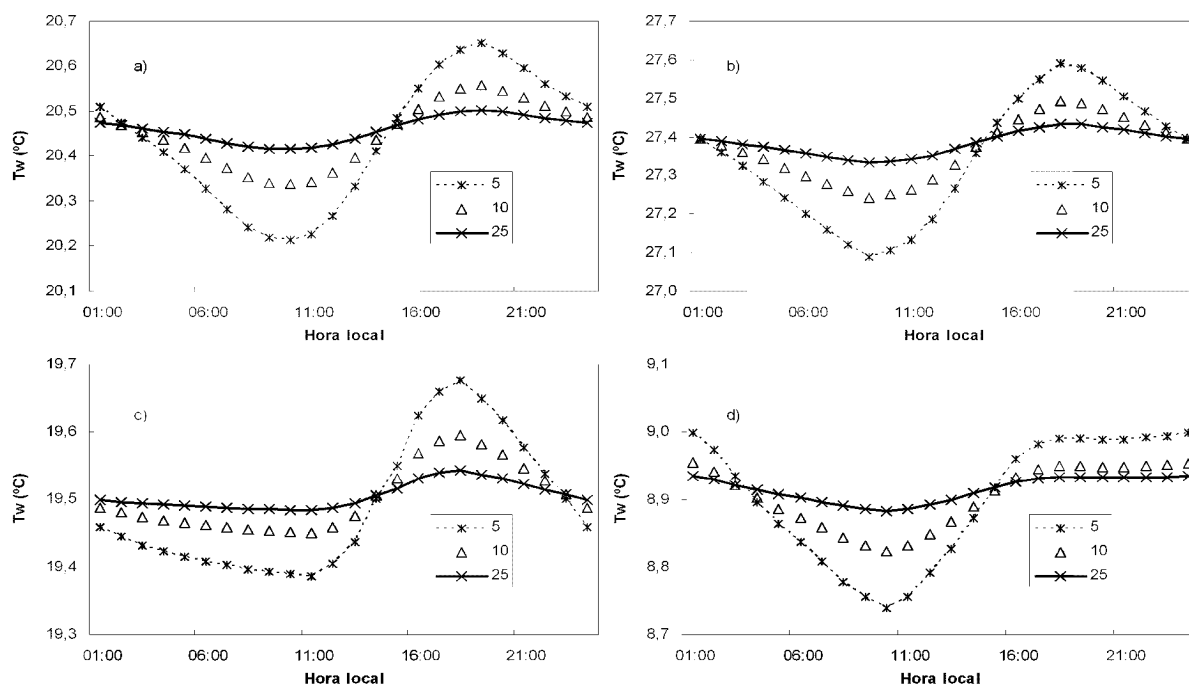 20,7
20,6
20,5
20,4
20,3
20,2
20,1
Tw (ºC)
a)
5
10
25
01:00 06:00 11:00 16:00 21:00
Hora local
27,7
27,6
27,5
27,4
27,3
27,2
27,1
27,0
Tw (ºC)
b)
5
10
25
01:00 06:00 11:00 16:00 21:00
Hora local
19,7
19,6
19,5
19,4
19,3
Tw (ºC)
c)
5
10
25
01:00 06:00 11:00 16:00 21:00
Hora local
9,1
9,0
8,9
8,8
8,7
Tw (ºC)
d)
5
10
25
01:00 06:00 11:00 16:00 21:00
Hora local